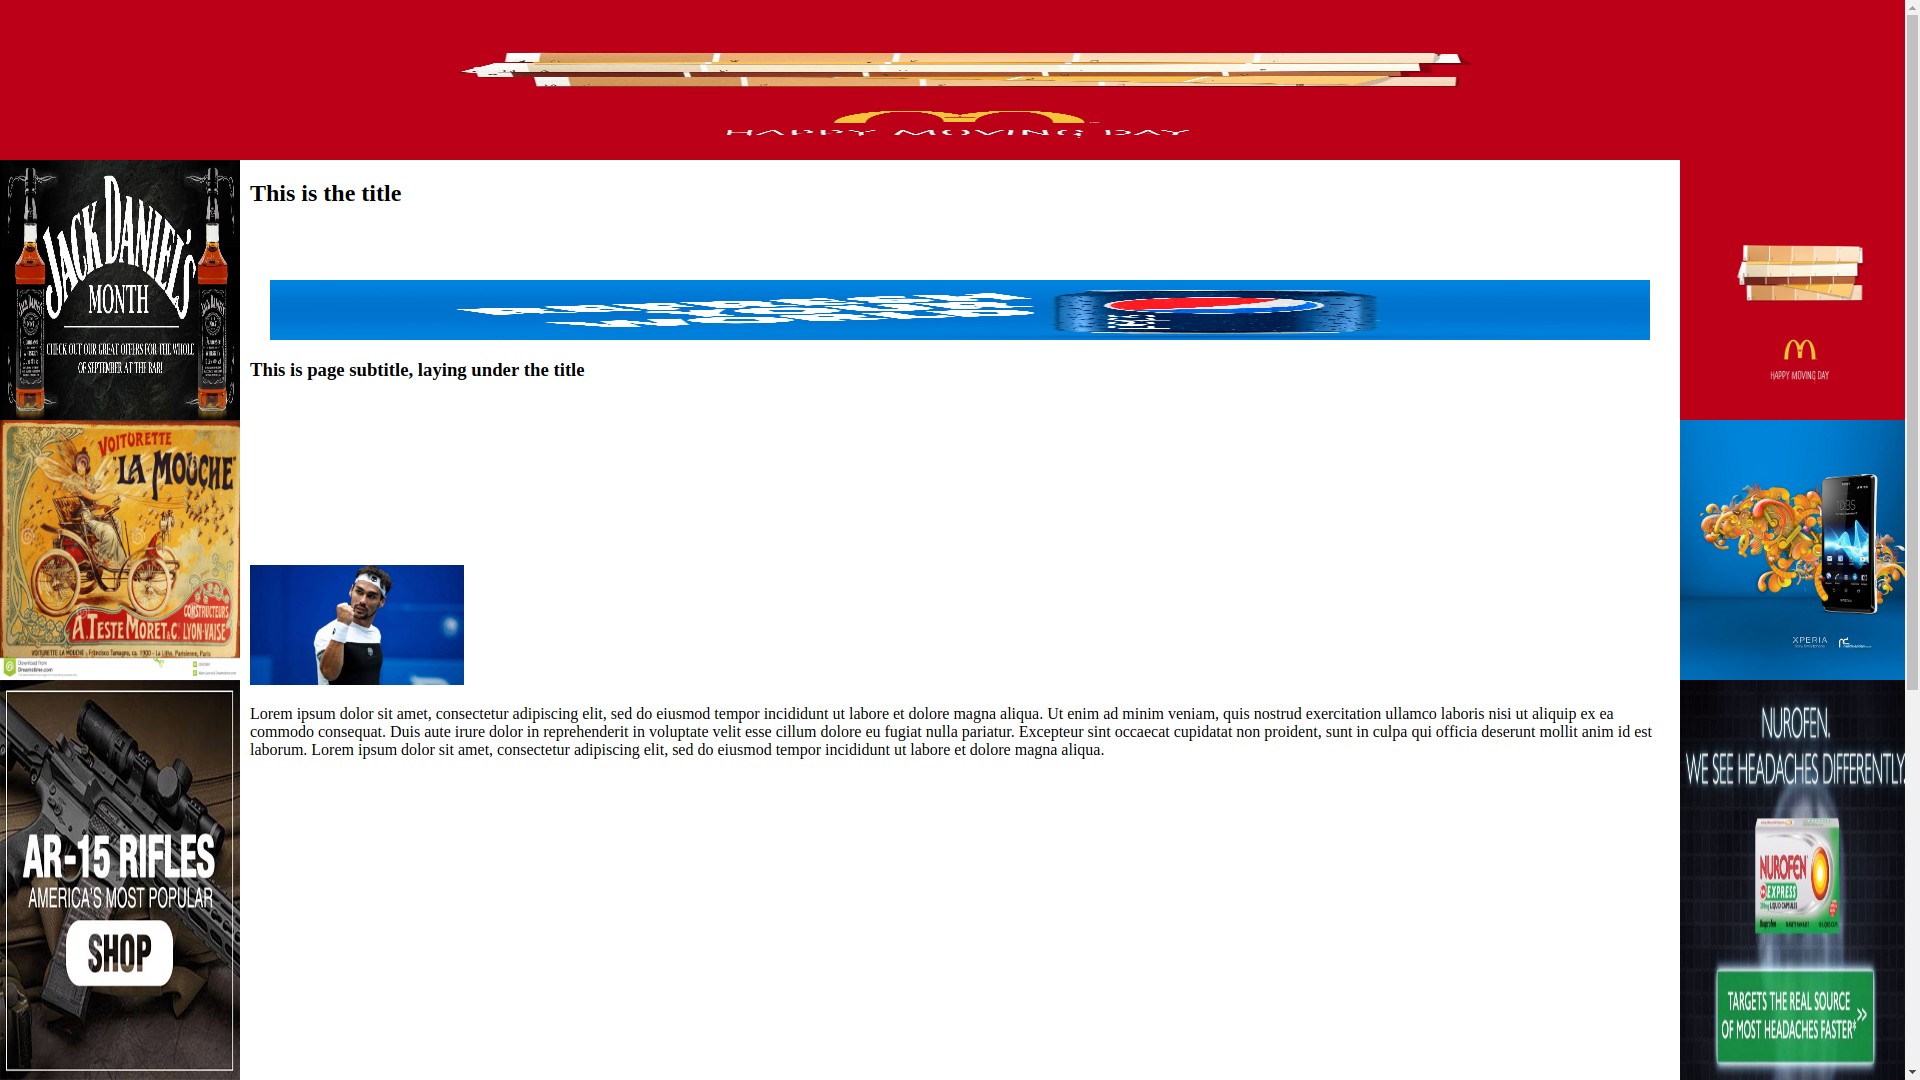 HAPPY MOVING DAY
JACK DANIEL'S
MONTH
CHECK OUT OUR GREAT OFFERS FOR THE WHOLE
OF SEPTEMBER AT THE BAR!
VOITURETTE
"LA MOUCHE"
CONSTRUCTEURS
A. TESTE MORET & C. LYON-VAISE
AR-15 RIFLES
AMERICA'S MOST POPULAR
SHOP
This is the title
This is page subtitle, laying under the title
Lorem ipsum dolor sit amet, consectetur adipiscing elit, sed do eiusmod tempor incididunt ut labore et dolore magna aliqua. Ut enim ad minim veniam, quis nostrud exercitation ullamco laboris nisi ut aliquip ex ea
commodo consequat. Duis aute irure dolor in reprehenderit in voluptate velit esse cillum dolore eu fugiat nulla pariatur. Excepteur sint occaecat cupidatat non proident, sunt in culpa qui officia deserunt mollit anim id est
laborum. Lorem ipsum dolor sit amet, consectetur adipiscing elit, sed do eiusmod tempor incididunt ut labore et dolore magna aliqua.
HAPPY MOVING DAY
10:35
XPERIA
NUROFEN.
WE SEE HEADACHES DIFFERENTLY.
NUROFEN
EXPRESS
TARGETS THE REAL SOURCE
OF MOST HEADACHES FASTER‡